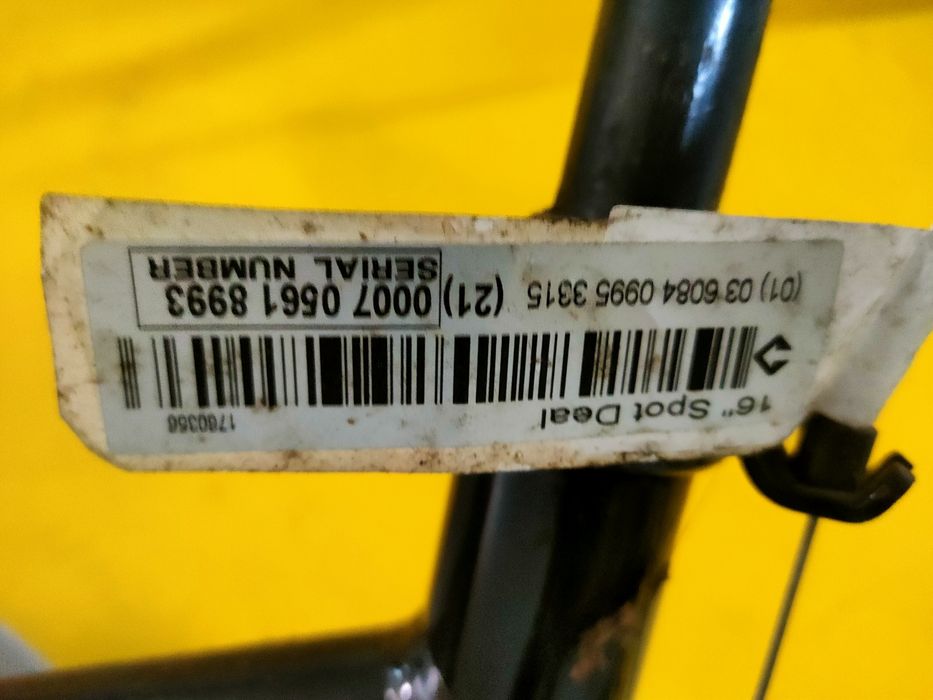 16" Spot Deal
1760356
(01) 03 6084 0995 3315 (21) 0007 0561 8993
SERIAL NUMBER